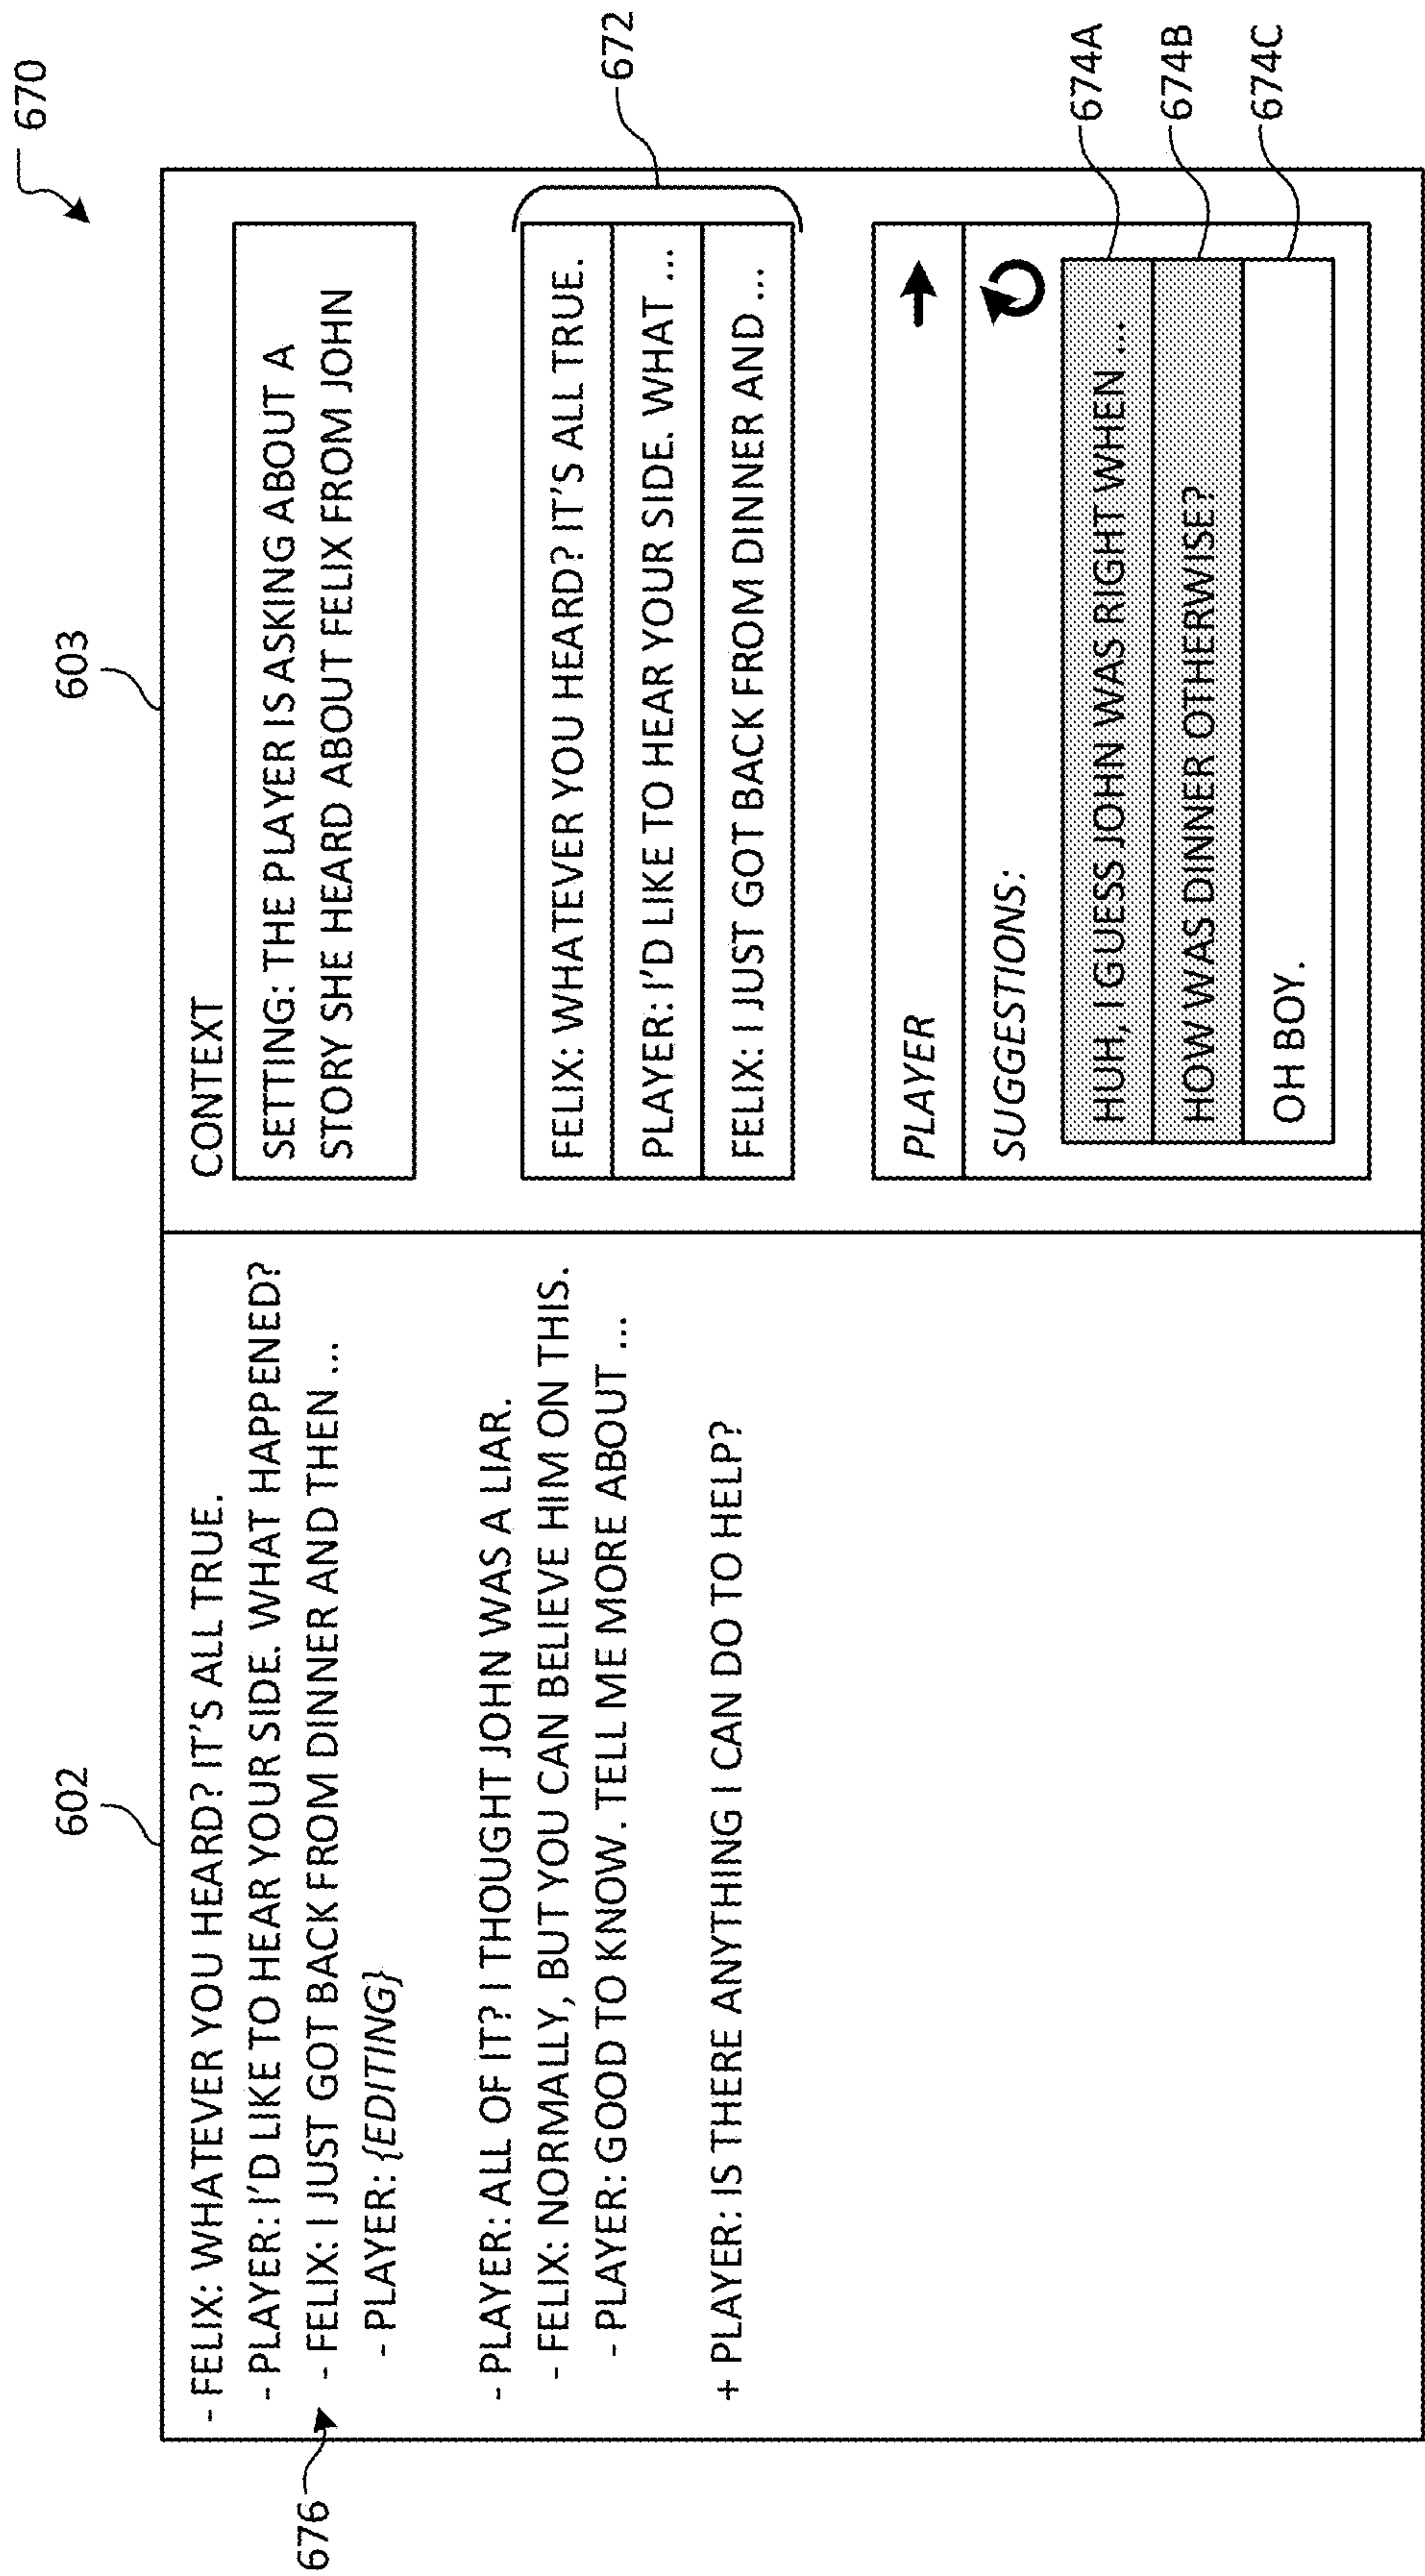 670
602
603
- FELIX: WHATEVER YOU HEARD? IT'S ALL TRUE.
- PLAYER: I'D LIKE TO HEAR YOUR SIDE. WHAT HAPPENED?
- FELIX: I JUST GOT BACK FROM DINNER AND THEN ...
- PLAYER: {EDITING}
676
- PLAYER: ALL OF IT? I THOUGHT JOHN WAS A LIAR.
- FELIX: NORMALLY, BUT YOU CAN BELIEVE HIM ON THIS.
- PLAYER: GOOD TO KNOW. TELL ME MORE ABOUT ...
+ PLAYER: IS THERE ANYTHING I CAN DO TO HELP?
CONTEXT
SETTING: THE PLAYER IS ASKING ABOUT A
STORY SHE HEARD ABOUT FELIX FROM JOHN
FELIX: WHATEVER YOU HEARD? IT'S ALL TRUE.
PLAYER: I'D LIKE TO HEAR YOUR SIDE. WHAT ...
FELIX: I JUST GOT BACK FROM DINNER AND ...
672
PLAYER
SUGGESTIONS:
HUH, I GUESS JOHN WAS RIGHT WHEN ...
674A
HOW WAS DINNER OTHERWISE?
674B
OH BOY.
674C